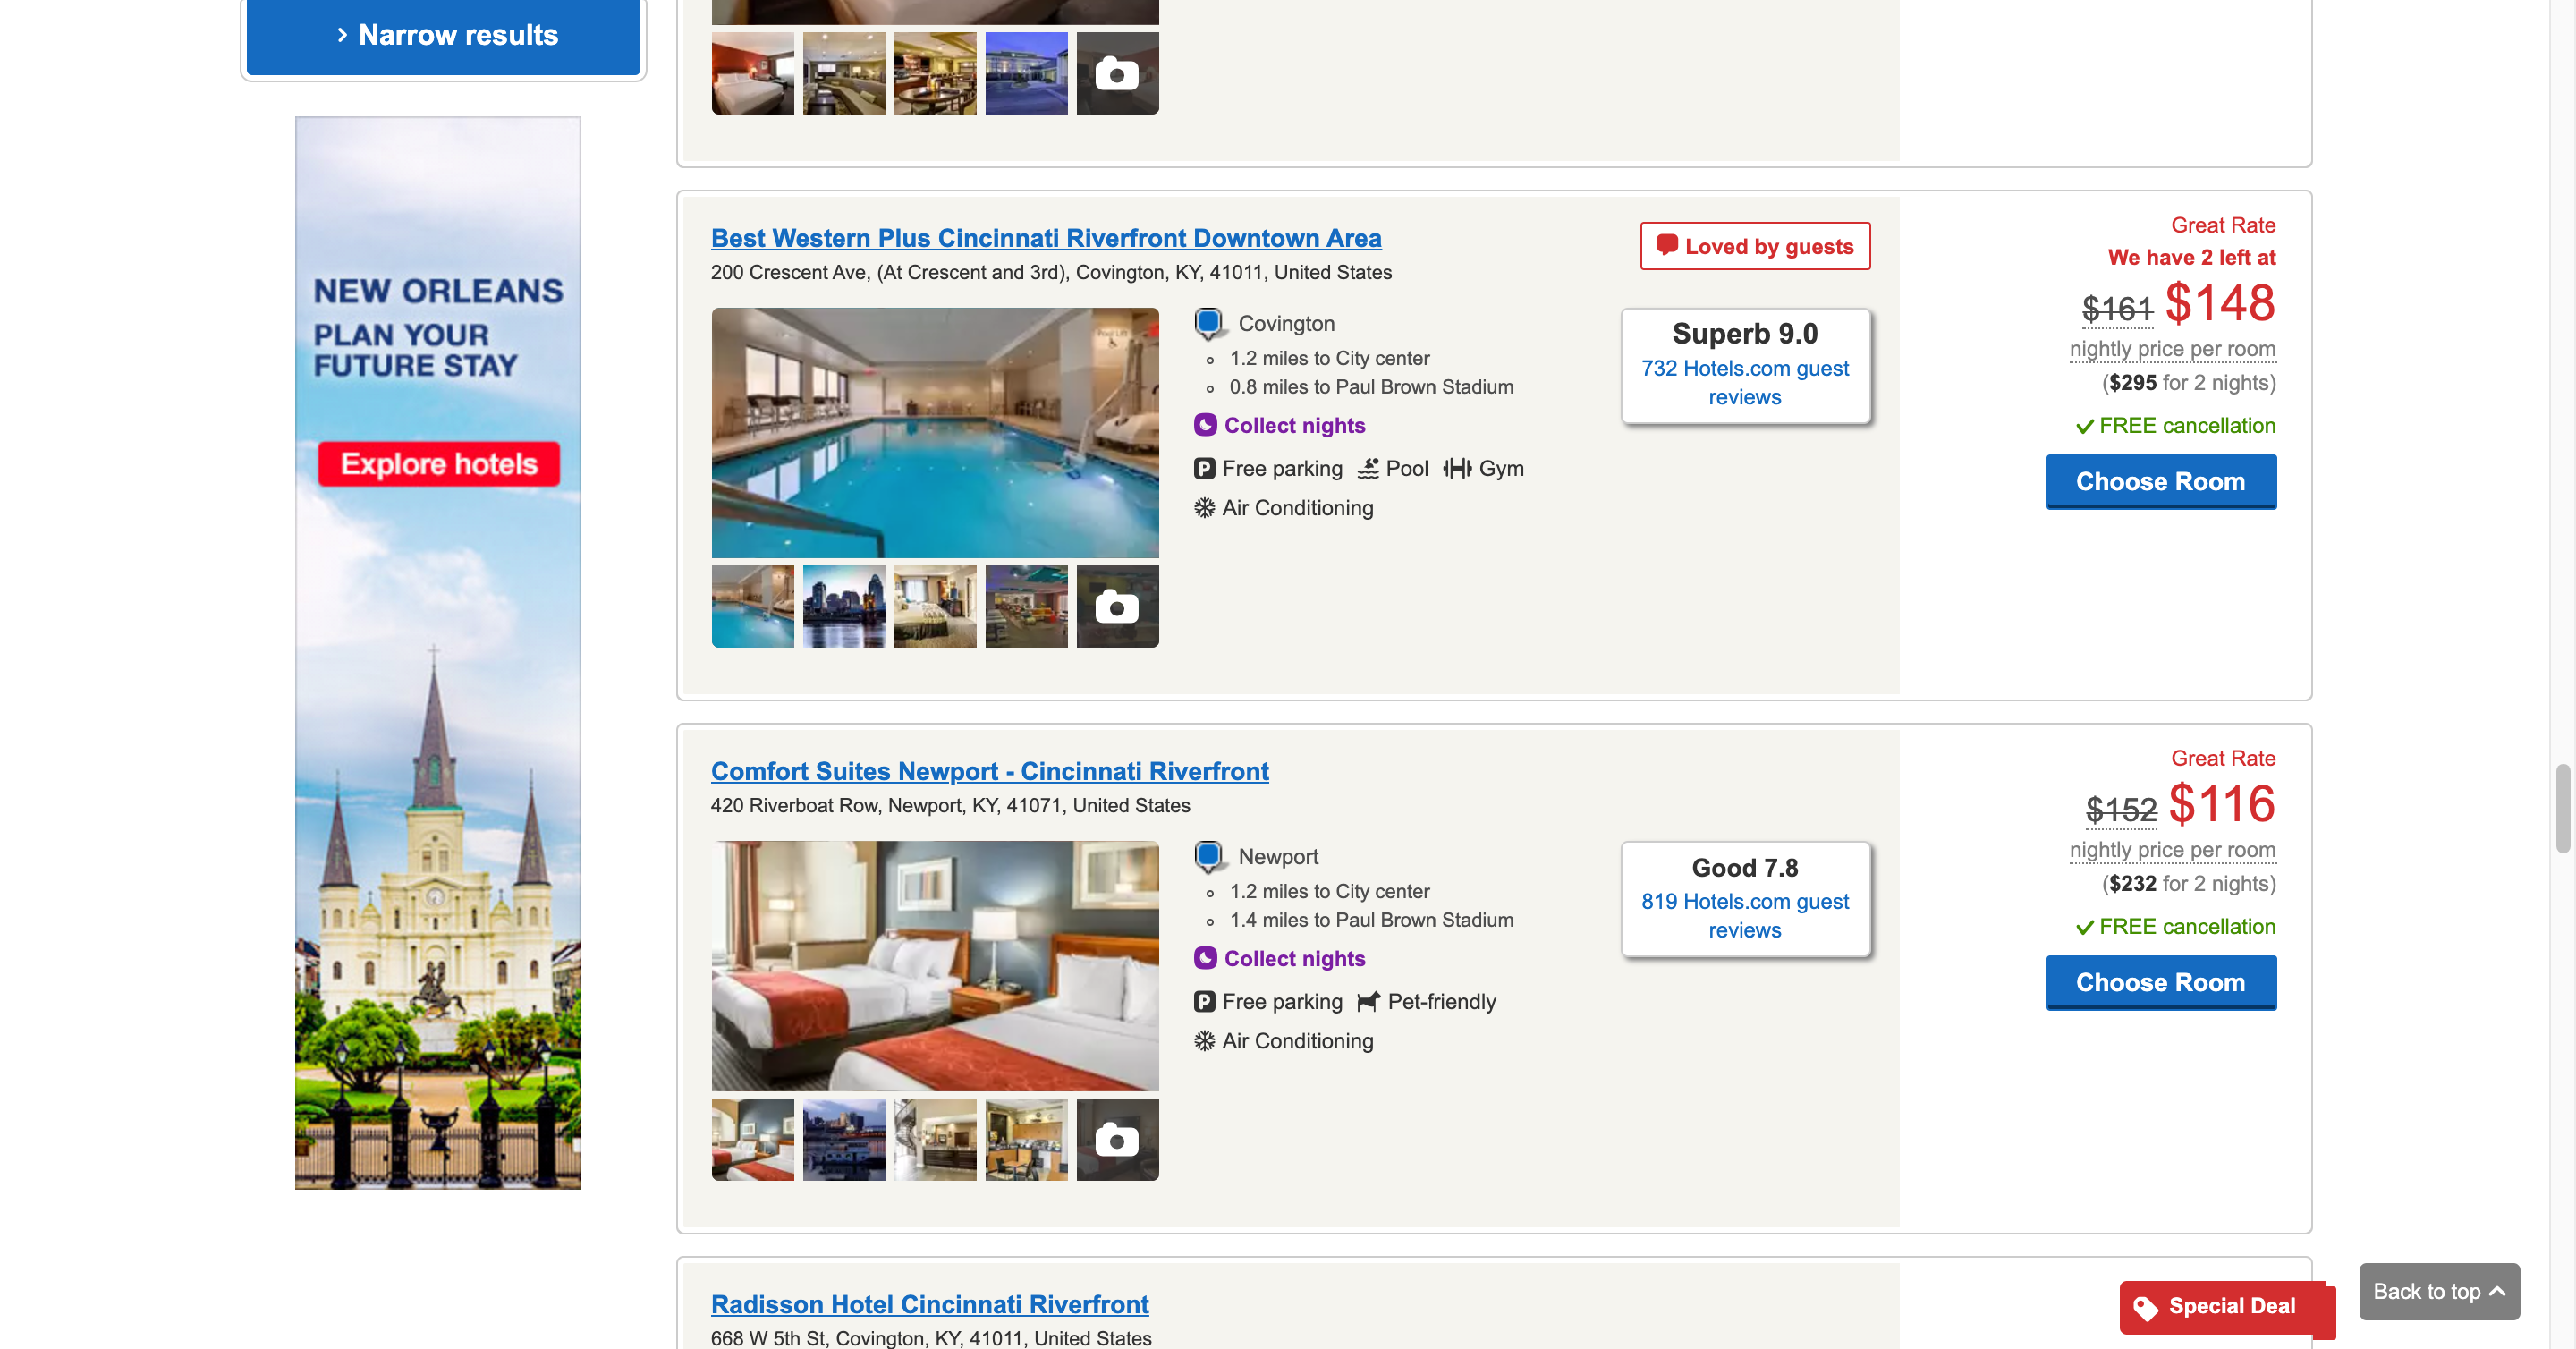 › Narrow results
NEW ORLEANS
PLAN YOUR
FUTURE STAY
Explore hotels
Best Western Plus Cincinnati Riverfront Downtown Area
200 Crescent Ave, (At Crescent and 3rd), Covington, KY, 41011, United States
Loved by guests
Covington
1.2 miles to City center
0.8 miles to Paul Brown Stadium
Collect nights
P Free parking Pool Gym
Air Conditioning
Superb 9.0
732 Hotels.com guest
reviews
Great Rate
We have 2 left at
$161 $148
nightly price per room
($295 for 2 nights)
FREE cancellation
Choose Room
Comfort Suites Newport - Cincinnati Riverfront
420 Riverboat Row, Newport, KY, 41071, United States
Newport
1.2 miles to City center
1.4 miles to Paul Brown Stadium
Collect nights
P Free parking Pet-friendly
Air Conditioning
Good 7.8
819 Hotels.com guest
reviews
Great Rate
$152 $116
nightly price per room
($232 for 2 nights)
FREE cancellation
Choose Room
Radisson Hotel Cincinnati Riverfront
668 W 5th St, Covington, KY, 41011, United States
Special Deal
Back to top